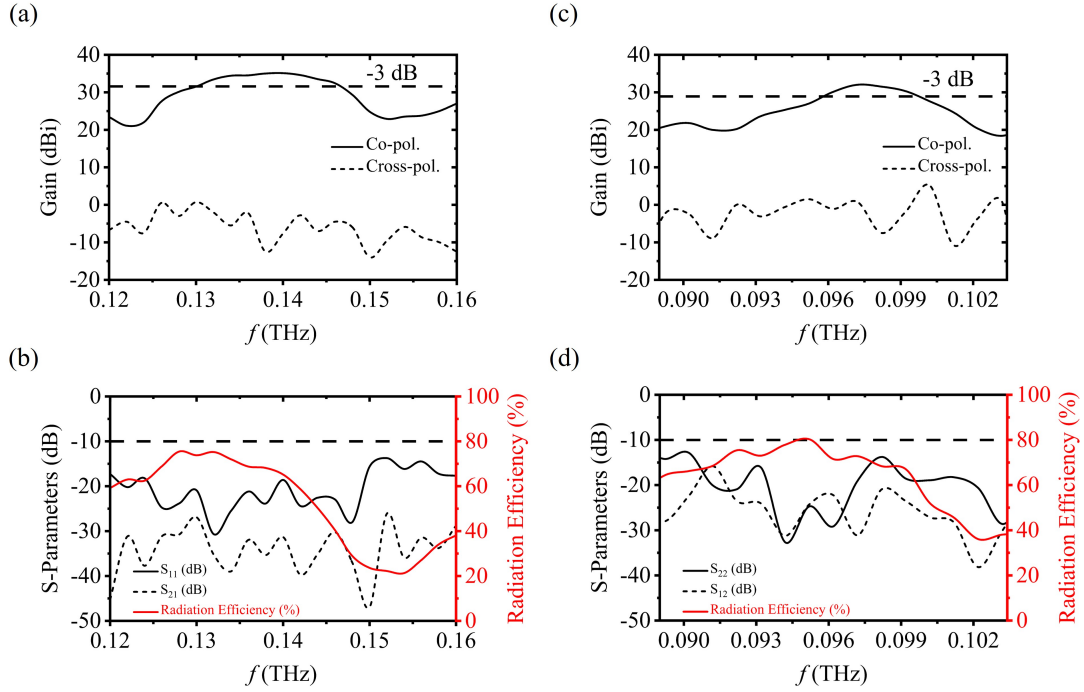 (a)
40
30
20
10
0
-10
-20
Gain (dBi)
-3 dB
Co-pol.
Cross-pol.
0.12
0.13
0.14
0.15
0.16
f (THz)
(c)
40
30
20
10
0
-10
-20
Gain (dBi)
-3 dB
Co-pol.
Cross-pol.
0.090
0.093
0.096
0.099
0.102
f (THz)
(b)
0
-10
-20
-30
-40
-50
S-Parameters (dB)
S₁₁ (dB)
S₂₁ (dB)
Radiation Efficiency (%)
100
80
60
40
20
0
Radiation Efficiency (%)
0.12
0.13
0.14
0.15
0.16
f (THz)
(d)
0
-10
-20
-30
-40
-50
S-Parameters (dB)
S₂₂ (dB)
S₁₂ (dB)
Radiation Efficiency (%)
100
80
60
40
20
0
Radiation Efficiency (%)
0.090
0.093
0.096
0.099
0.102
f (THz)